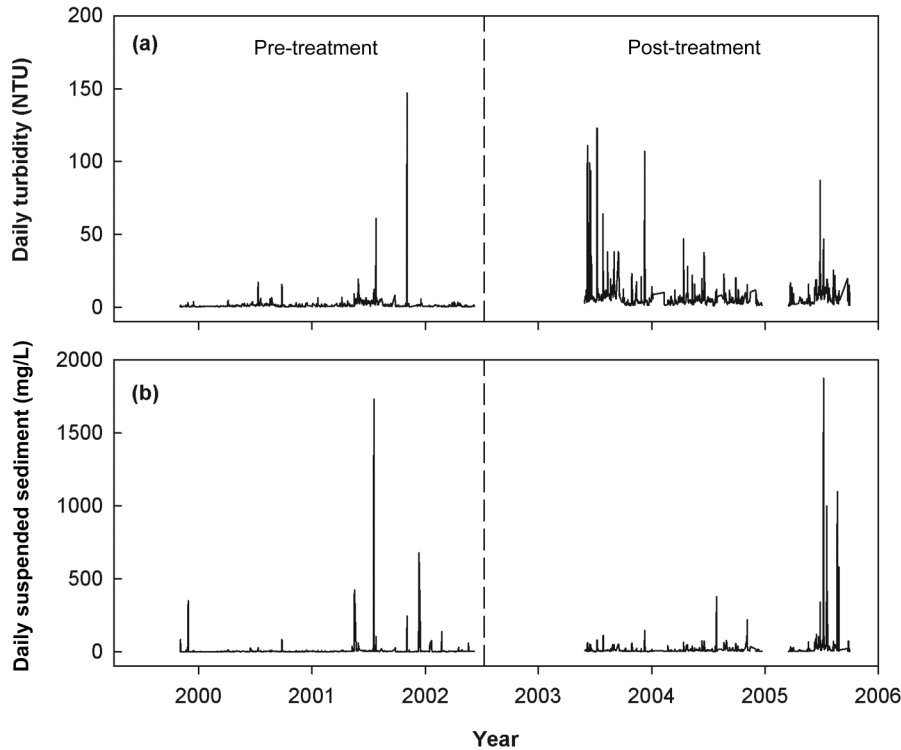 200
150
100
50
0
Daily turbidity (NTU)
(a)
Pre-treatment
Post-treatment
2000
1500
1000
500
0
Daily suspended sediment (mg/L)
(b)
2000 2001 2002 2003 2004 2005 2006
Year